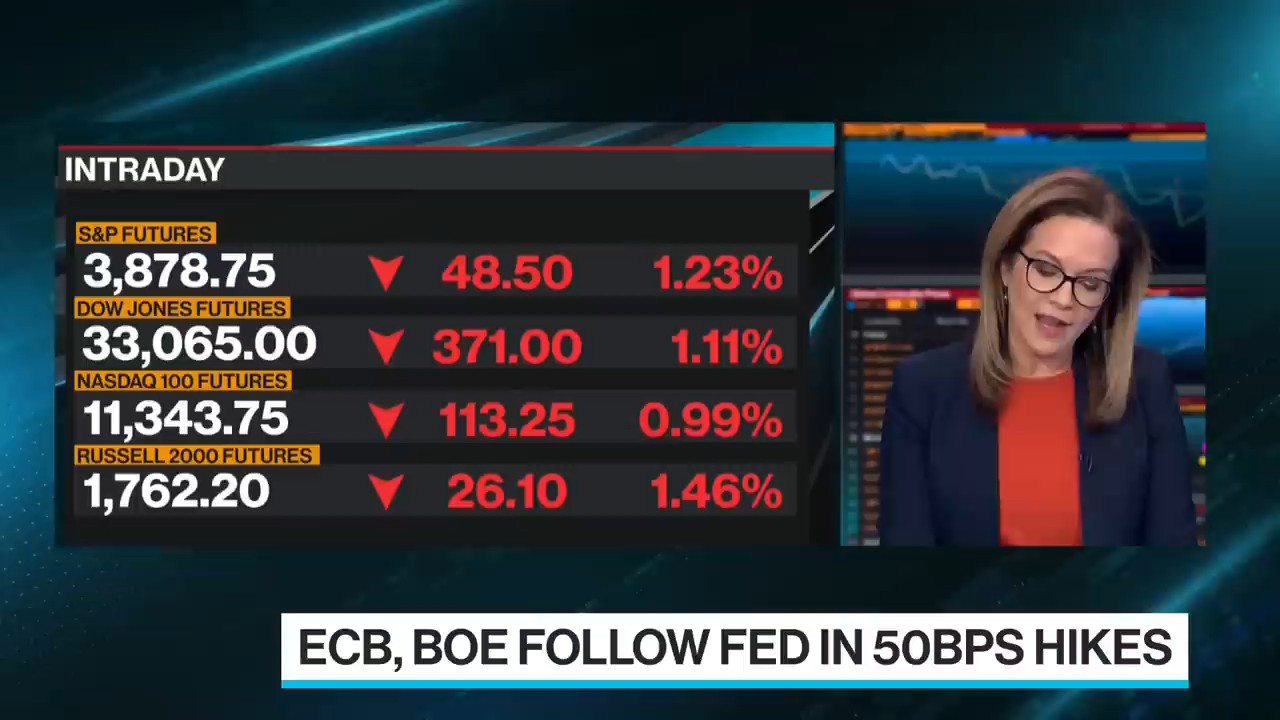 INTRADAY
S&P FUTURES
3,878.75 48.50 1.23%
DOW JONES FUTURES
33,065.00 371.00 1.11%
NASDAQ 100 FUTURES
11,343.75 113.25 0.99%
RUSSELL 2000 FUTURES
1,762.20 26.10 1.46%
ECB, BOE FOLLOW FED IN 50BPS HIKES